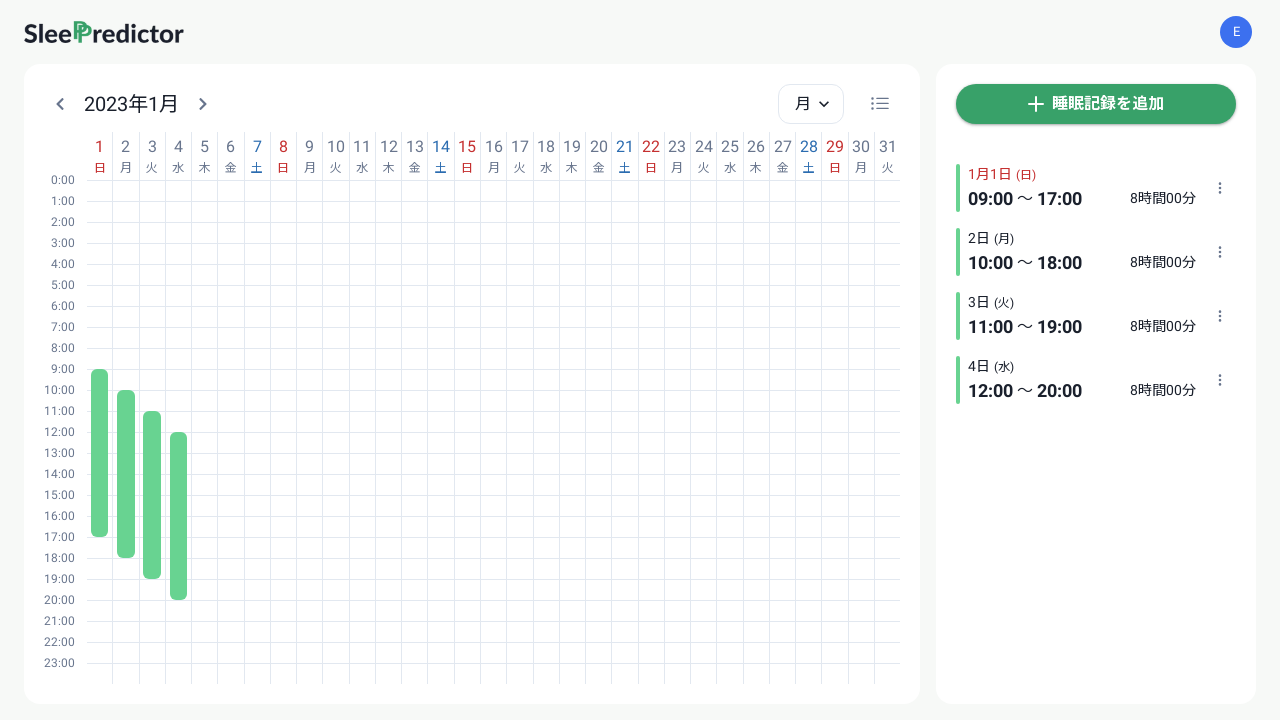 SleePPredictor
E
2023年1月
月
1 2 3 4 5 6 7 8 9 10 11 12 13 14 15 16 17 18 19 20 21 22 23 24 25 26 27 28 29 30 31
日 月 火 水 木 金 土 日 月 火 水 木 金 土 日 月 火 水 木 金 土 日 月 火 水 木 金 土 日 月 火
0:00
1:00
2:00
3:00
4:00
5:00
6:00
7:00
8:00
9:00
10:00
11:00
12:00
13:00
14:00
15:00
16:00
17:00
18:00
19:00
20:00
21:00
22:00
23:00
睡眠記録を追加
1月1日 (日)
09:00 〜 17:00 8時間00分
2日 (月)
10:00 〜 18:00 8時間00分
3日 (火)
11:00 〜 19:00 8時間00分
4日 (水)
12:00 〜 20:00 8時間00分